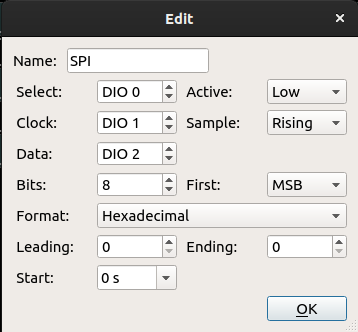 Edit
Name: SPI
Select: DIO 0 Active: Low
Clock: DIO 1 Sample: Rising
Data: DIO 2
Bits: 8 First: MSB
Format: Hexadecimal
Leading: 0 Ending: 0
Start: 0 s
OK